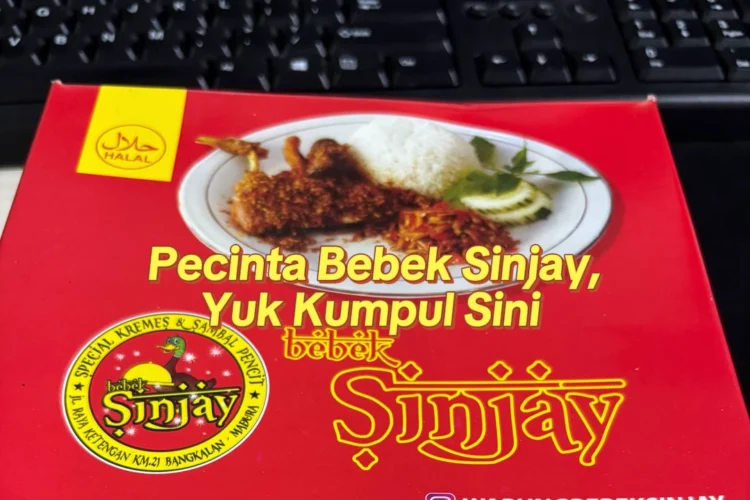 حلال
HALAL
Pecinta Bebek Sinjay,
Yuk Kumpul Sini
bebek
Sinjay
SPECIAL KREMES & SAMBAL PENCIT
bebek
Sinjay
JL. RAYA KETENGAN KM.21 BANGKALAN - MADURA